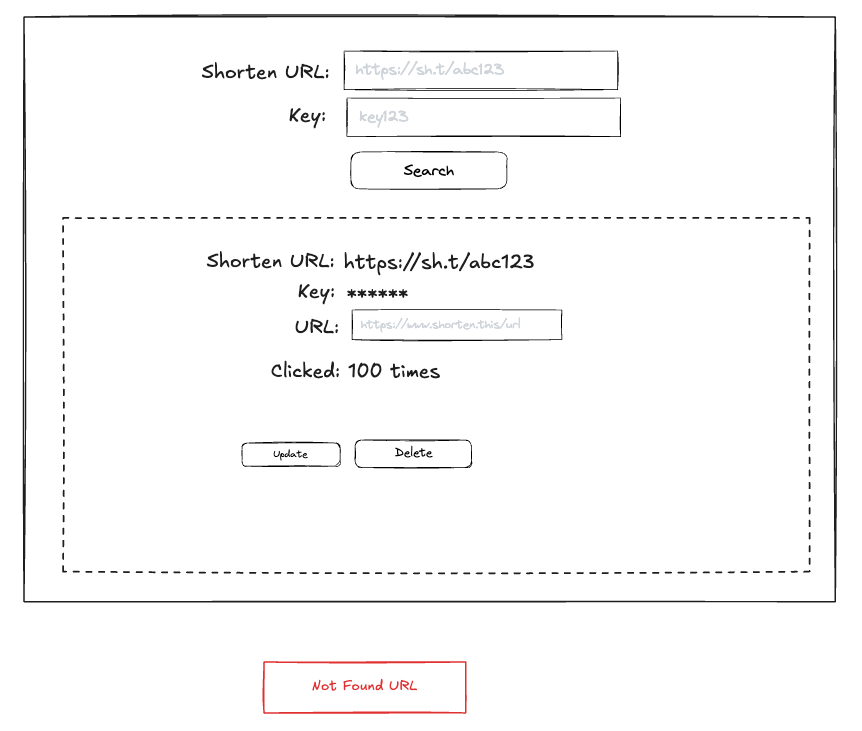 Shorten URL: https://sh.t/abc123
Key: key123
Search
Shorten URL: https://sh.t/abc123
Key: ******
URL: https://www.shorten.this/url
Clicked: 100 times
Update Delete
Not Found URL